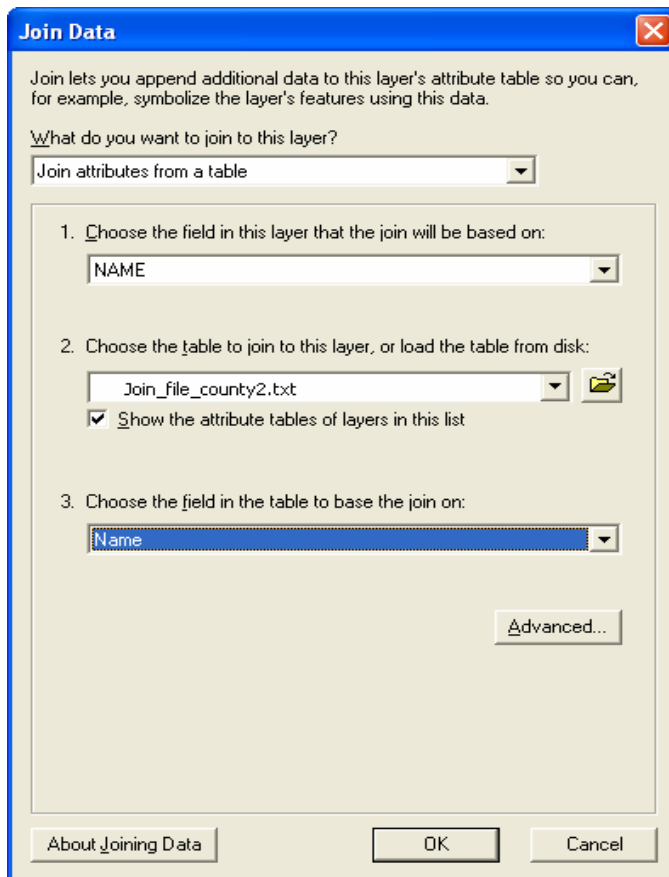 Join Data
Join lets you append additional data to this layer's attribute table so you can,
for example, symbolize the layer's features using this data.
What do you want to join to this layer?
Join attributes from a table
1. Choose the field in this layer that the join will be based on:
NAME
2. Choose the table to join to this layer, or load the table from disk:
Join_file_county2.txt
Show the attribute tables of layers in this list
3. Choose the field in the table to base the join on:
Name
Advanced...
About Joining Data
OK
Cancel